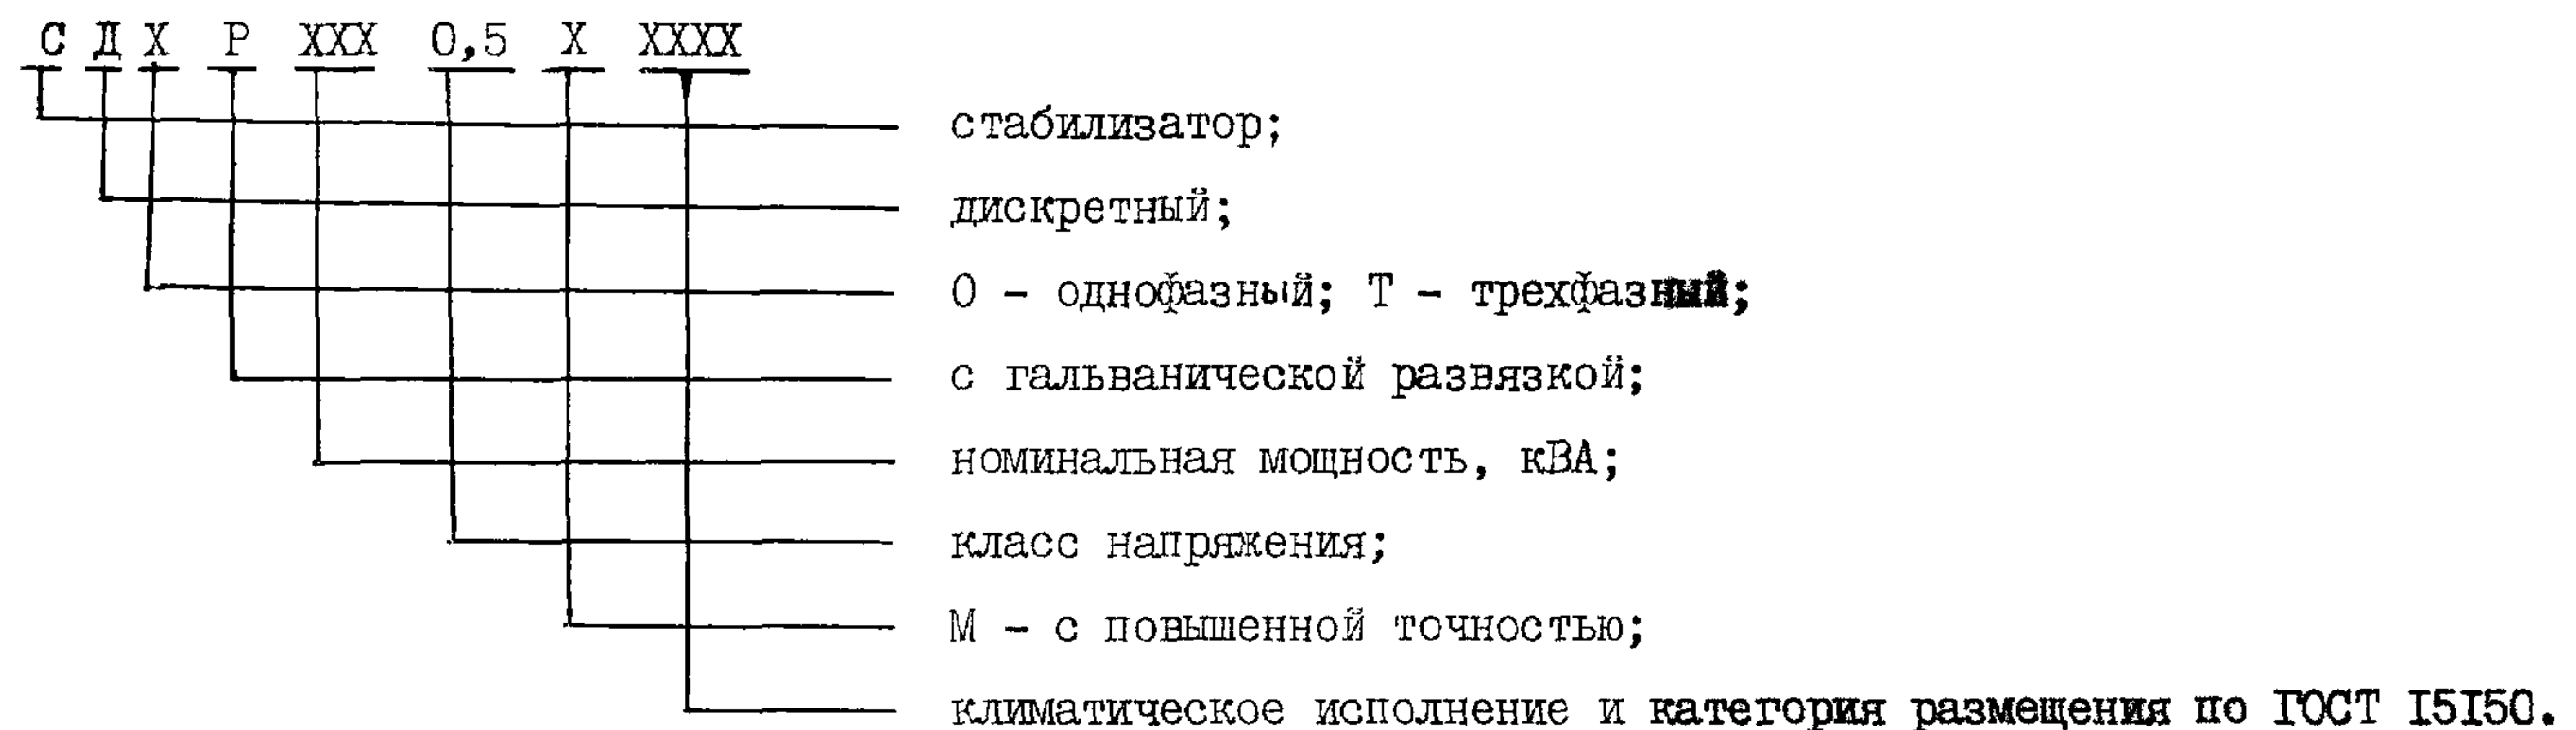 С Д Х Р ХХХ 0,5 Х ХХХХ
стабилизатор;
дискретный;
О - однофазный; Т - трехфазный;
с гальванической развязкой;
номинальная мощность, кВА;
класс напряжения;
М - с повышенной точностью;
климатическое исполнение и категория размещения по ГОСТ I5I50.